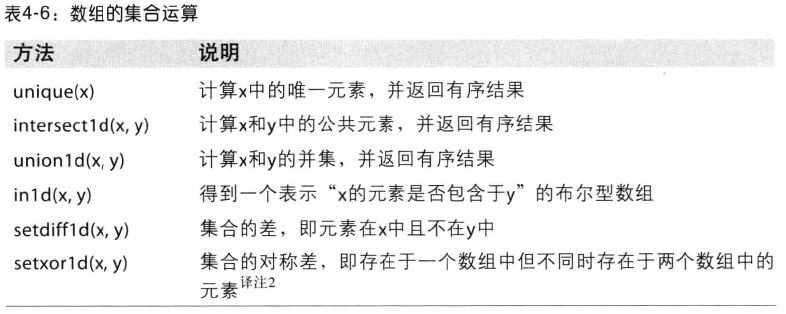 表4-6：数组的集合运算
方法 说明
unique(x) 计算x中的唯一元素，并返回有序结果
intersect1d(x, y) 计算x和y中的公共元素，并返回有序结果
union1d(x, y) 计算x和y的并集，并返回有序结果
in1d(x, y) 得到一个表示“x的元素是否包含于y”的布尔型数组
setdiff1d(x, y) 集合的差，即元素在x中且不在y中
setxor1d(x, y) 集合的对称差，即存在于一个数组中但不同时存在于两个数组中的
元素译注2